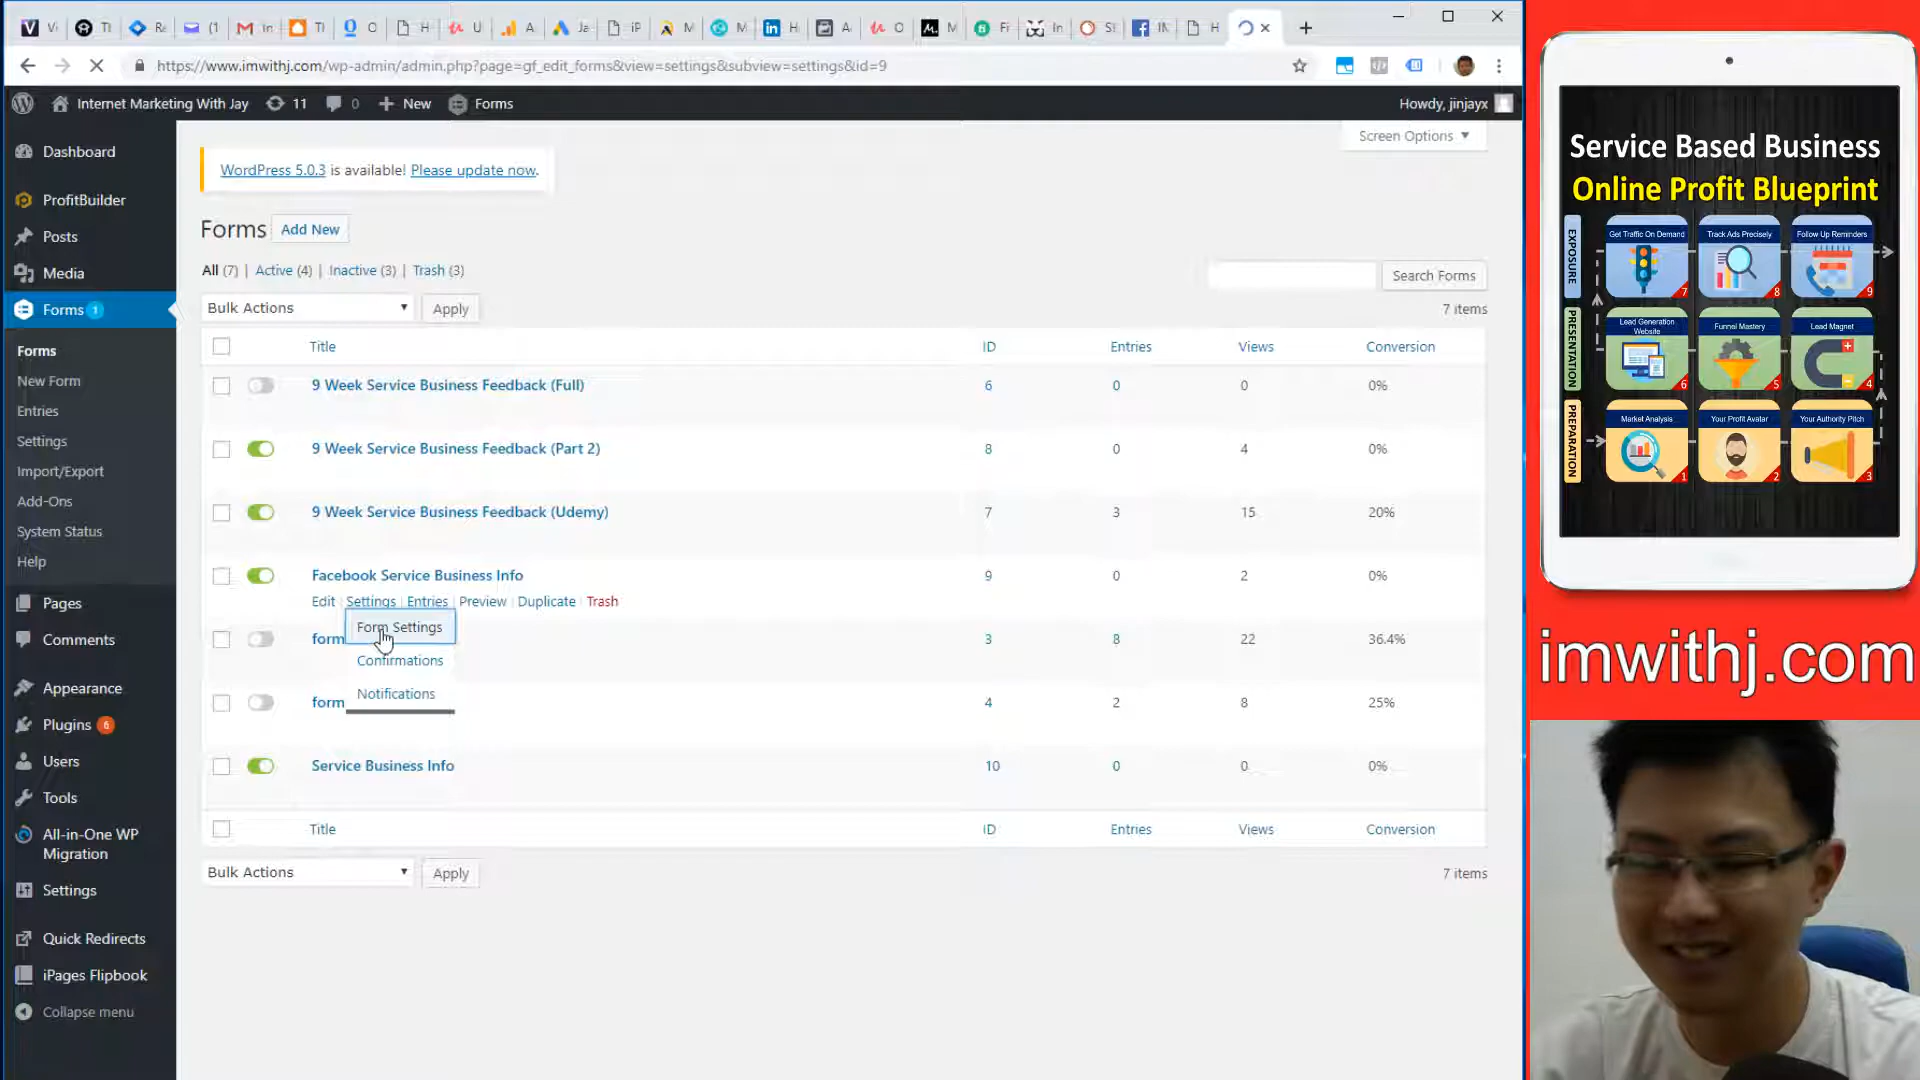 https://www.imwithj.com/wp-admin/admin.php?page=gf_edit_forms&view=settings&subview=settings&id=9
Internet Marketing With Jay 11 0 New Forms Howdy, jinjayx
Screen Options
WordPress 5.0.3 is available! Please update now.
Dashboard
ProfitBuilder
Posts
Media
Forms 1
Forms
New Form
Entries
Settings
Import/Export
Add-Ons
System Status
Help
Pages
Comments
Appearance
Plugins 6
Users
Tools
All-in-One WP
Migration
Settings
Quick Redirects
iPages Flipbook
Collapse menu
Forms Add New
All (7) | Active (4) | Inactive (3) | Trash (3)
Search Forms
Bulk Actions Apply 7 items
Title ID Entries Views Conversion
9 Week Service Business Feedback (Full) 6 0 0 0%
9 Week Service Business Feedback (Part 2) 8 0 4 0%
9 Week Service Business Feedback (Udemy) 7 3 15 20%
Facebook Service Business Info 9 0 2 0%
Edit | Settings | Entries | Preview | Duplicate | Trash
Form Settings
Confirmations
Notifications
form 3 8 22 36.4%
form 4 2 8 25%
Service Business Info 10 0 0 0%
Title ID Entries Views Conversion
Bulk Actions Apply 7 items
Service Based Business
Online Profit Blueprint
EXPOSURE
Get Traffic On Demand 7
Track Ads Precisely 8
Follow Up Reminders 9
PRESENTATION
Lead Generation
Website 6
Funnel Mastery 5
Lead Magnet 4
PREPARATION
Market Analysis 1
Your Profit Avatar 2
Your Authority Pitch 3
imwithj.com